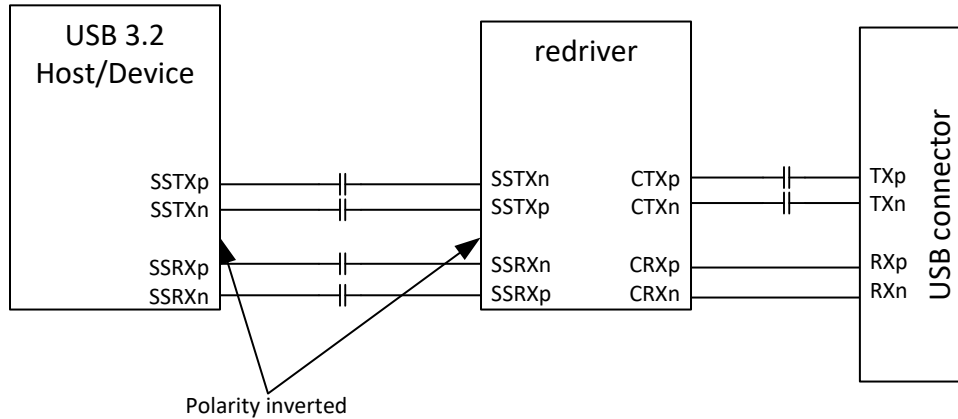 USB 3.2
Host/Device
SSTXp
SSTXn
SSRXp
SSRXn
redriver
SSTXn
SSTXp
SSRXn
SSRXp
CTXp
CTXn
CRXp
CRXn
TXp
TXn
RXp
RXn
USB connector
Polarity inverted